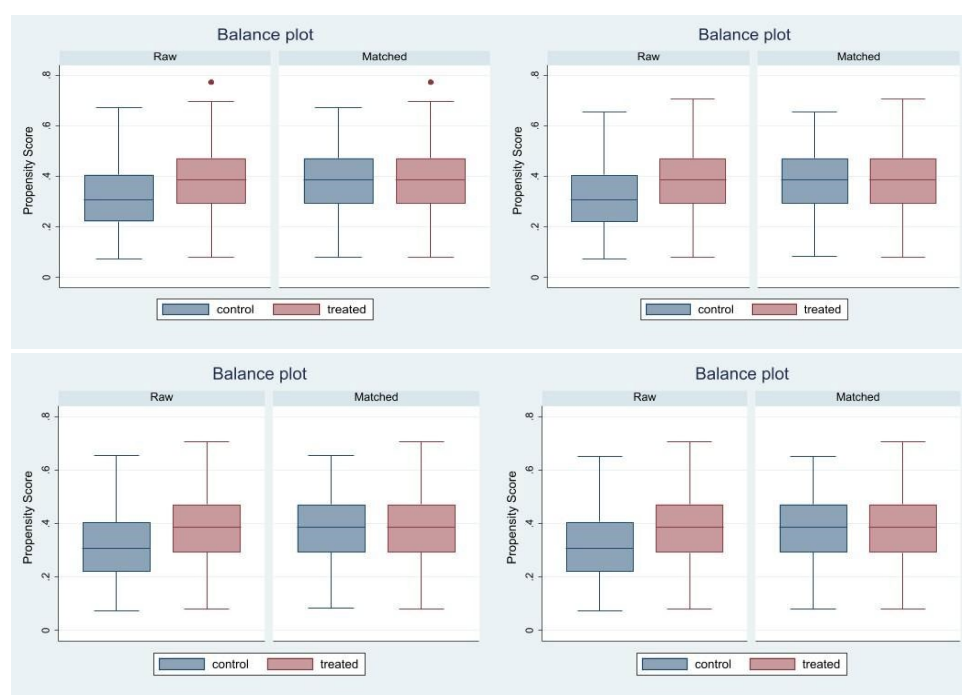 Balance plot
Raw Matched
Propensity Score
.8
.6
.4
.2
0
control treated
Balance plot
Raw Matched
Propensity Score
.8
.6
.4
.2
0
control treated
Balance plot
Raw Matched
Propensity Score
.8
.6
.4
.2
0
control treated
Balance plot
Raw Matched
Propensity Score
.8
.6
.4
.2
0
control treated